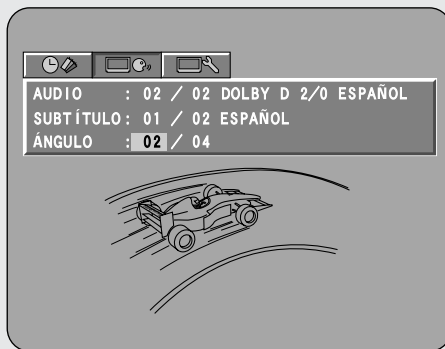 AUDIO : 02 / 02 DOLBY D 2/0 ESPAÑOL
SUBTÍTULO: 01 / 02 ESPAÑOL
ÁNGULO : 02 / 04